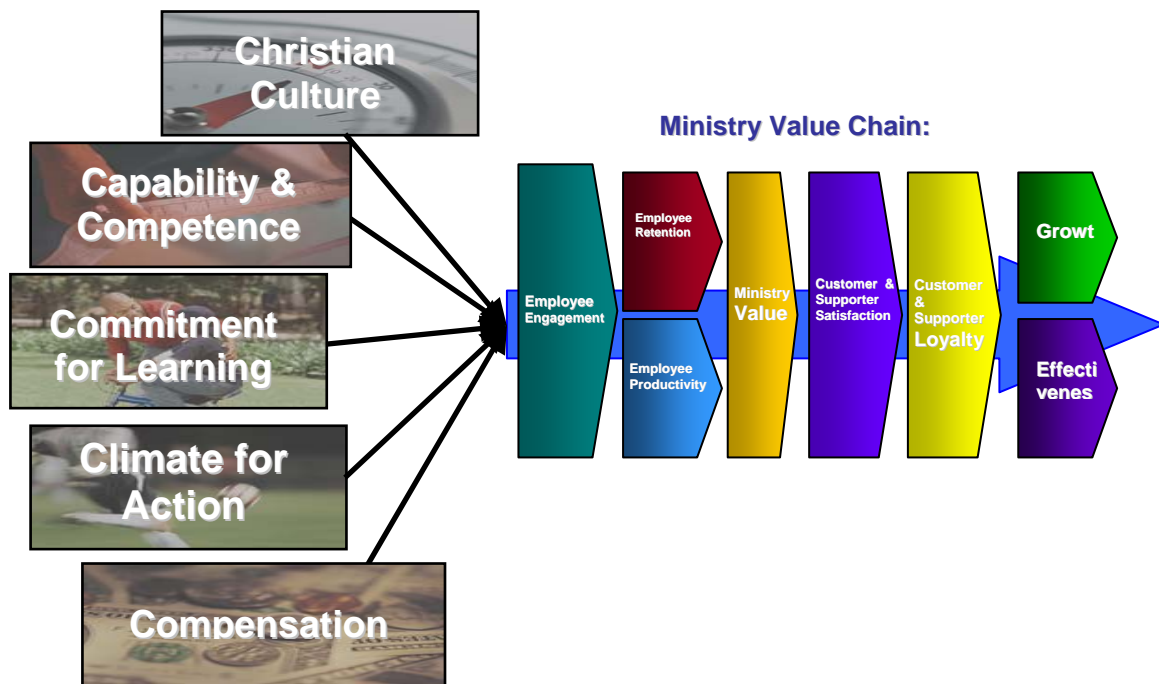 Christian
Culture
Capability &
Competence
Commitment
for Learning
Climate for
Action
Compensation
Ministry Value Chain:
Employee
Engagement
Employee
Retention
Employee
Productivity
Ministry
Value
Customer &
Supporter
Satisfaction
Customer
&
Supporter
Loyalty
Growt
Effecti
venes